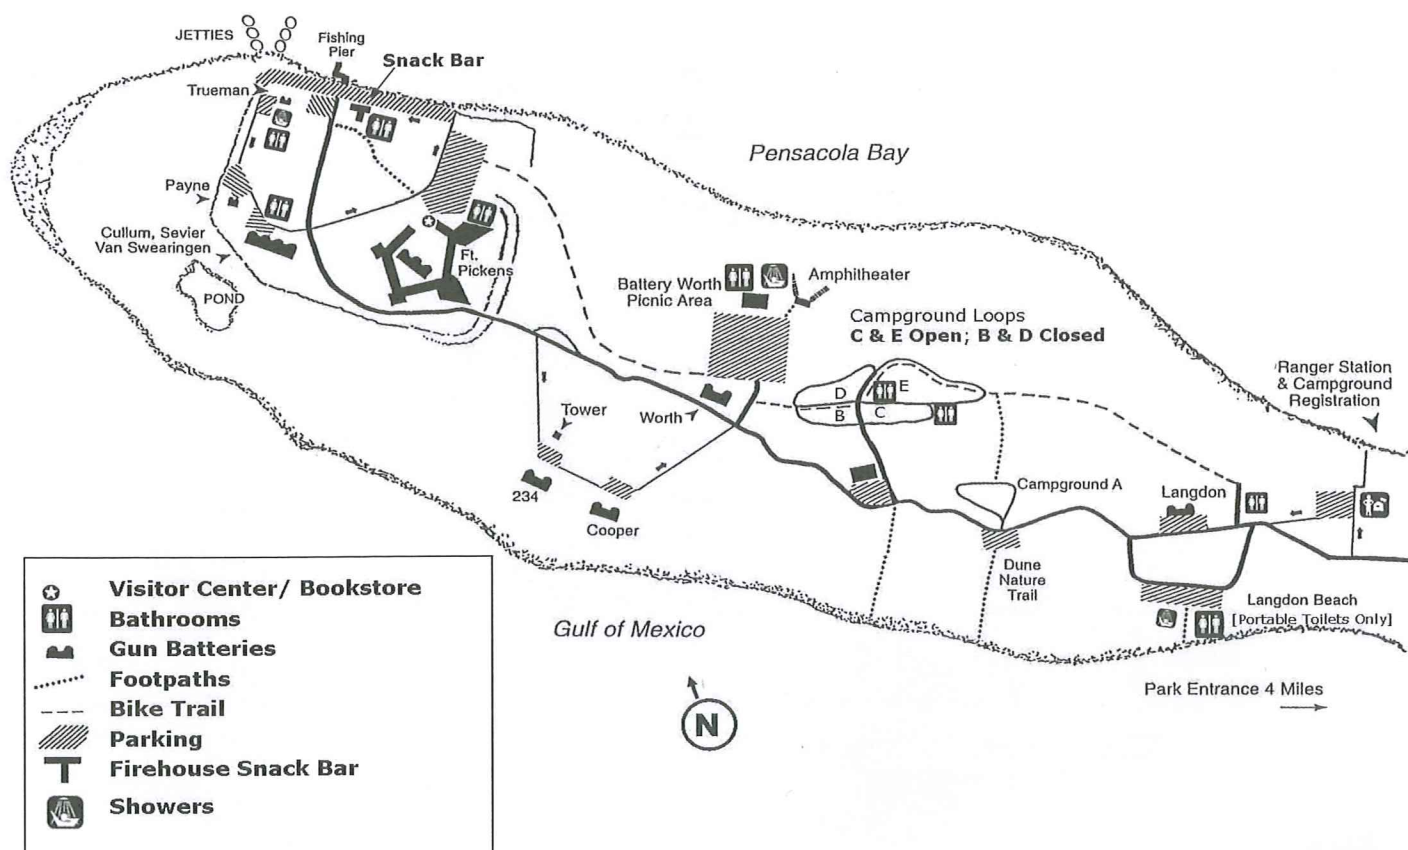 JETTIES
Fishing
Pier
Snack Bar
Trueman
Pensacola Bay
Payne
Cullum, Sevier
Van Swearingen
Ft.
Pickens
POND
Battery Worth
Picnic Area
Amphitheater
Campground Loops
C & E Open; B & D Closed
Ranger Station
& Campground
Registration
D
E
B
C
Tower
Worth
234
Cooper
Campground A
Langdon
Dune
Nature
Trail
Langdon Beach
[Portable Toilets Only]
Gulf of Mexico
Park Entrance 4 Miles
N
Visitor Center/ Bookstore
Bathrooms
Gun Batteries
Footpaths
Bike Trail
Parking
Firehouse Snack Bar
Showers